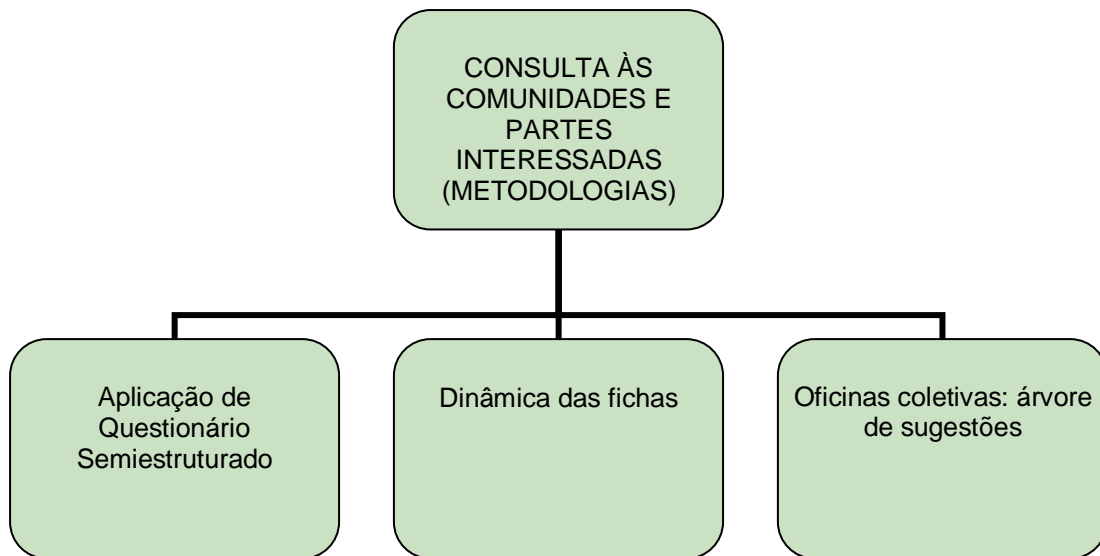 CONSULTA ÀS
COMUNIDADES E
PARTES
INTERESSADAS
(METODOLOGIAS)
Aplicação de
Questionário
Semiestruturado
Dinâmica das fichas
Oficinas coletivas: árvore
de sugestões